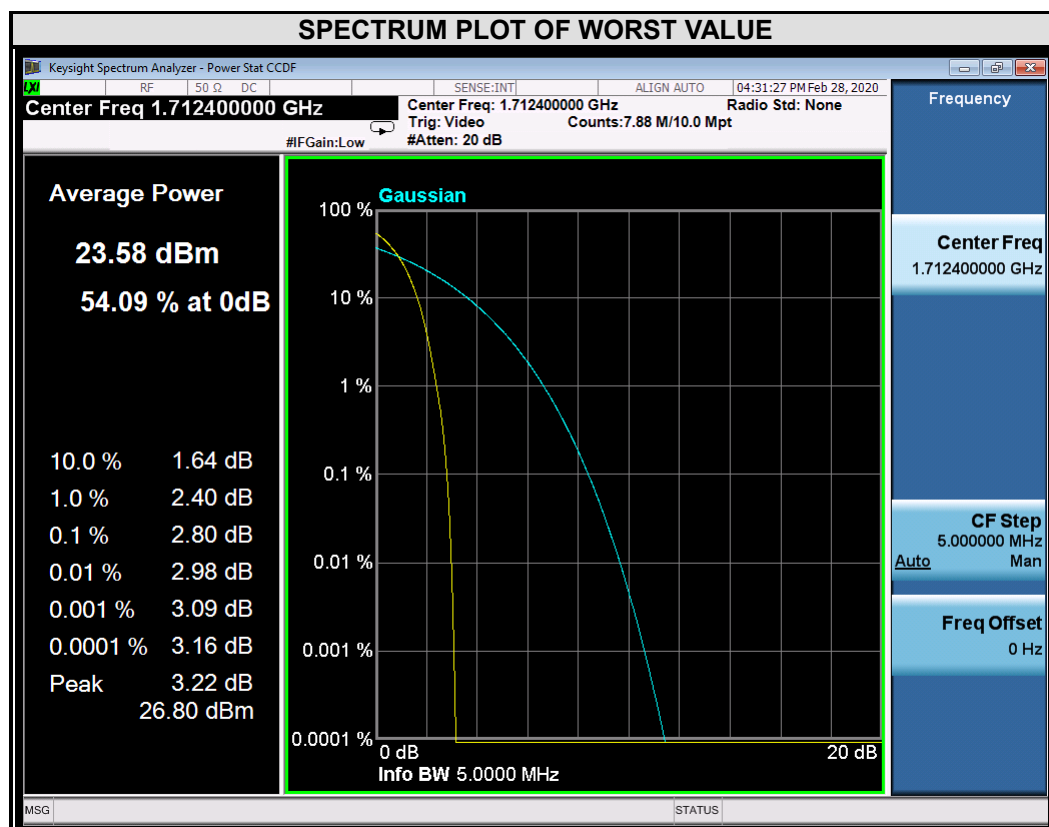 SPECTRUM PLOT OF WORST VALUE
Keysight Spectrum Analyzer - Power Stat CCDF
LXI RF 50 Ω DC SENSE:INT ALIGN AUTO 04:31:27 PM Feb 28, 2020
Center Freq 1.712400000 GHz
#IFGain:Low
Center Freq: 1.712400000 GHz Radio Std: None
Trig: Video Counts:7.88 M/10.0 Mpt
#Atten: 20 dB
Average Power
23.58 dBm
54.09 % at 0dB
10.0 % 1.64 dB
1.0 % 2.40 dB
0.1 % 2.80 dB
0.01 % 2.98 dB
0.001 % 3.09 dB
0.0001 % 3.16 dB
Peak 3.22 dB
26.80 dBm
Gaussian
100 %
10 %
1 %
0.1 %
0.01 %
0.001 %
0.0001 %
0 dB 20 dB
Info BW 5.0000 MHz
Frequency
Center Freq
1.712400000 GHz
CF Step
5.000000 MHz
Auto Man
Freq Offset
0 Hz
MSG STATUS